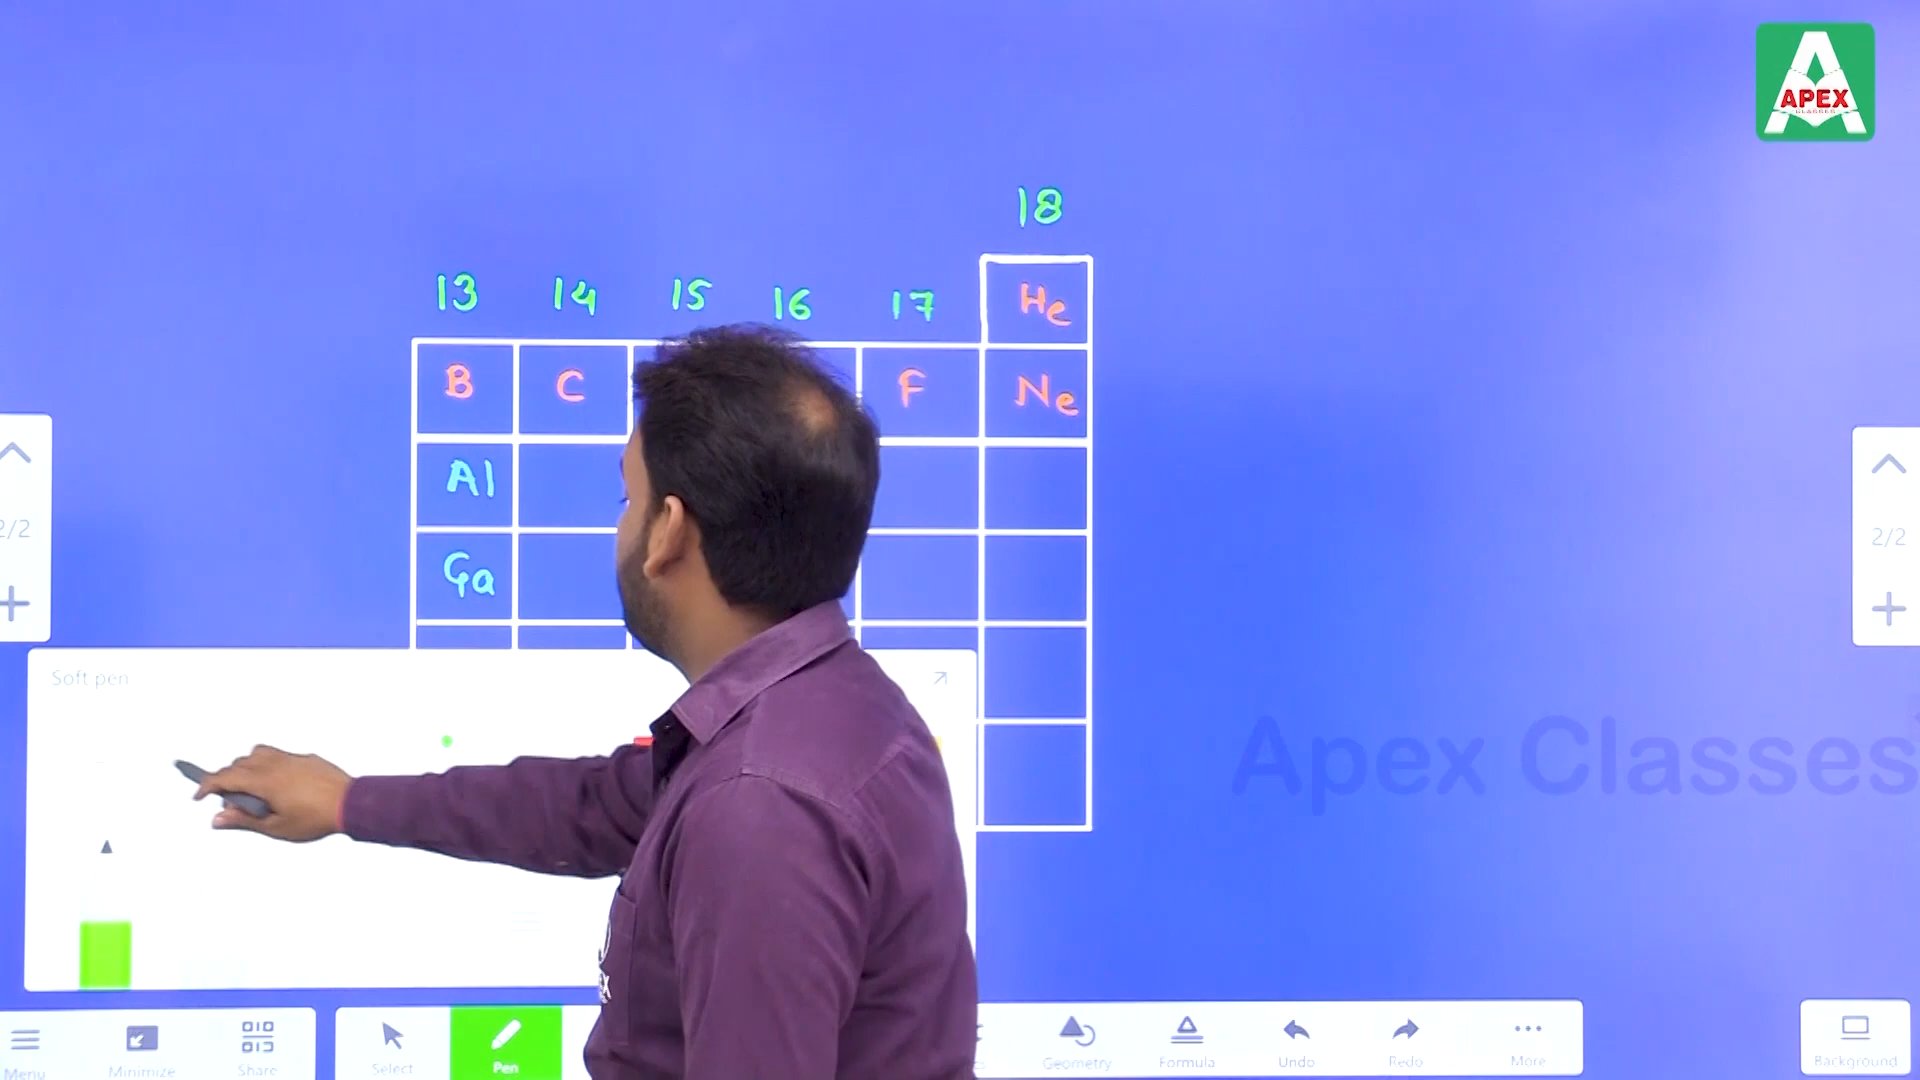 APEX
CLASSES
18
13 14 15 16 17 He
B C F Ne
Al
Ga
2/2
2/2
Soft pen
Apex Classes
Menu Minimize Share Select Pen Geometry Formula Undo Redo More Background